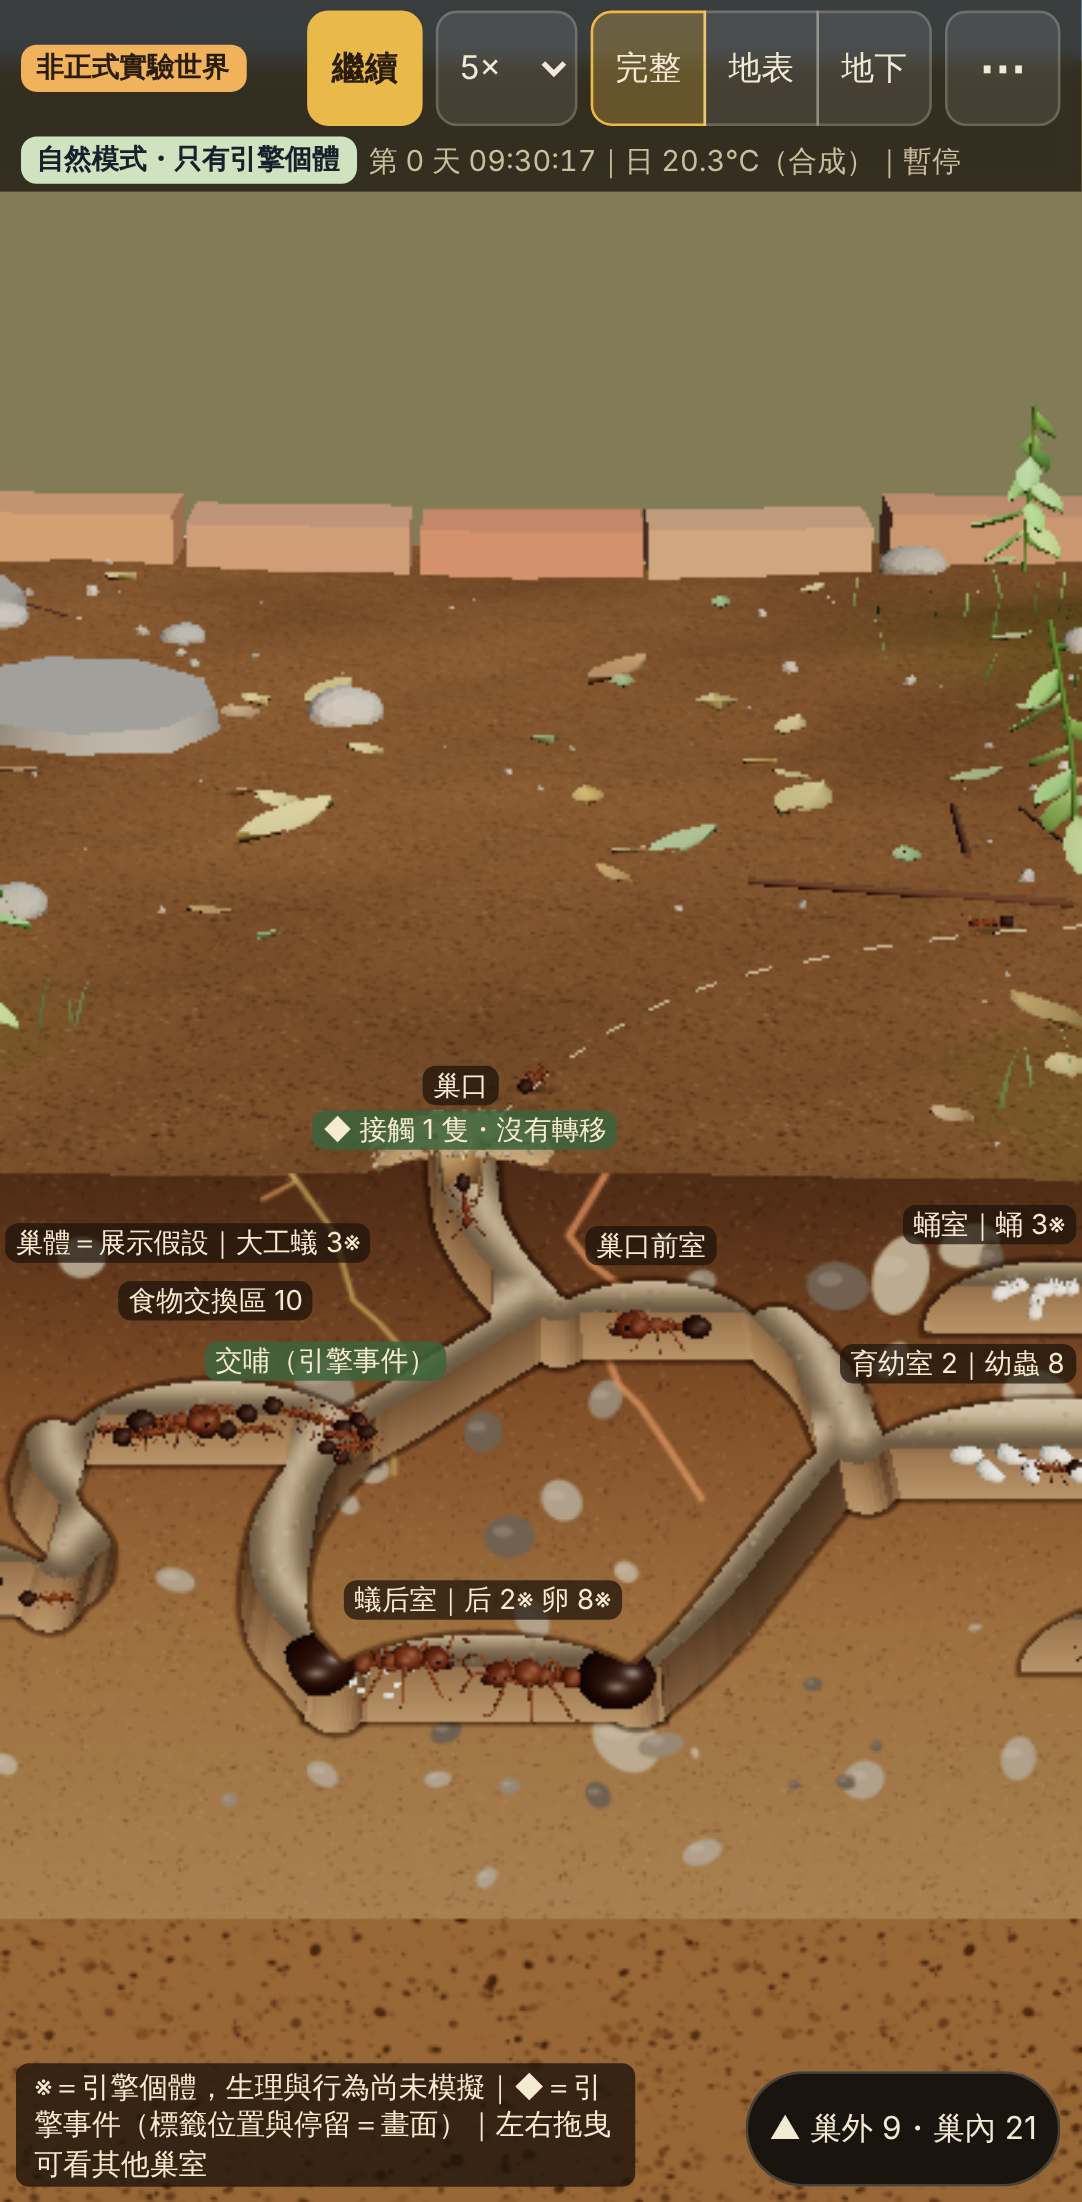 非正式實驗世界
繼續
5×
完整
地表
地下
⋯
自然模式・只有引擎個體
第 0 天 09:30:17｜日 20.3°C（合成）｜暫停
巢口
◆ 接觸 1 隻・沒有轉移
巢體＝展示假設｜大工蟻 3※
巢口前室
蛹室｜蛹 3※
食物交換區 10
交哺（引擎事件）
育幼室 2｜幼蟲 8
蟻后室｜后 2※ 卵 8※
※＝引擎個體，生理與行為尚未模擬｜◆＝引
擎事件（標籤位置與停留＝畫面）｜左右拖曳
可看其他巢室
▲ 巢外 9・巢內 21